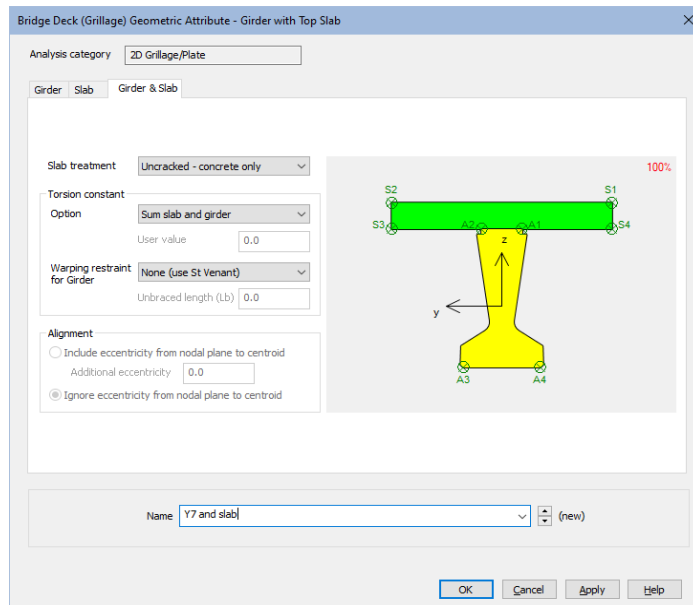 Bridge Deck (Grillage) Geometric Attribute - Girder with Top Slab
Analysis category 2D Grillage/Plate
Girder Slab Girder & Slab
Slab treatment Uncracked - concrete only
Torsion constant
Option Sum slab and girder
User value 0.0
Warping restraint
for Girder
None (use St Venant)
Unbraced length (Lb) 0.0
Alignment
Include eccentricity from nodal plane to centroid
Additional eccentricity 0.0
Ignore eccentricity from nodal plane to centroid
100%
S2 S1
S3 A2 A1 S4
z
y
A3 A4
Name Y7 and slab (new)
OK Cancel Apply Help